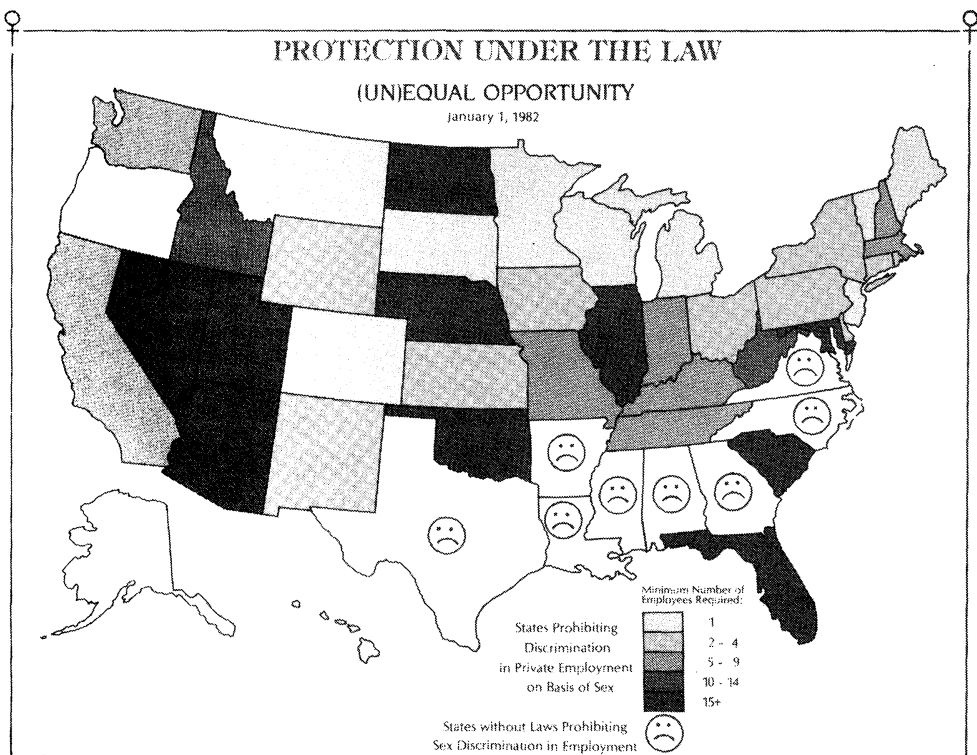 PROTECTION UNDER THE LAW
(UN)EQUAL OPPORTUNITY
January 1, 1982
Minimum Number of
Employees Required:
States Prohibiting
Discrimination
in Private Employment
on Basis of Sex
1
2 - 4
5 - 9
10 - 14
15+
States without Laws Prohibiting
Sex Discrimination in Employment